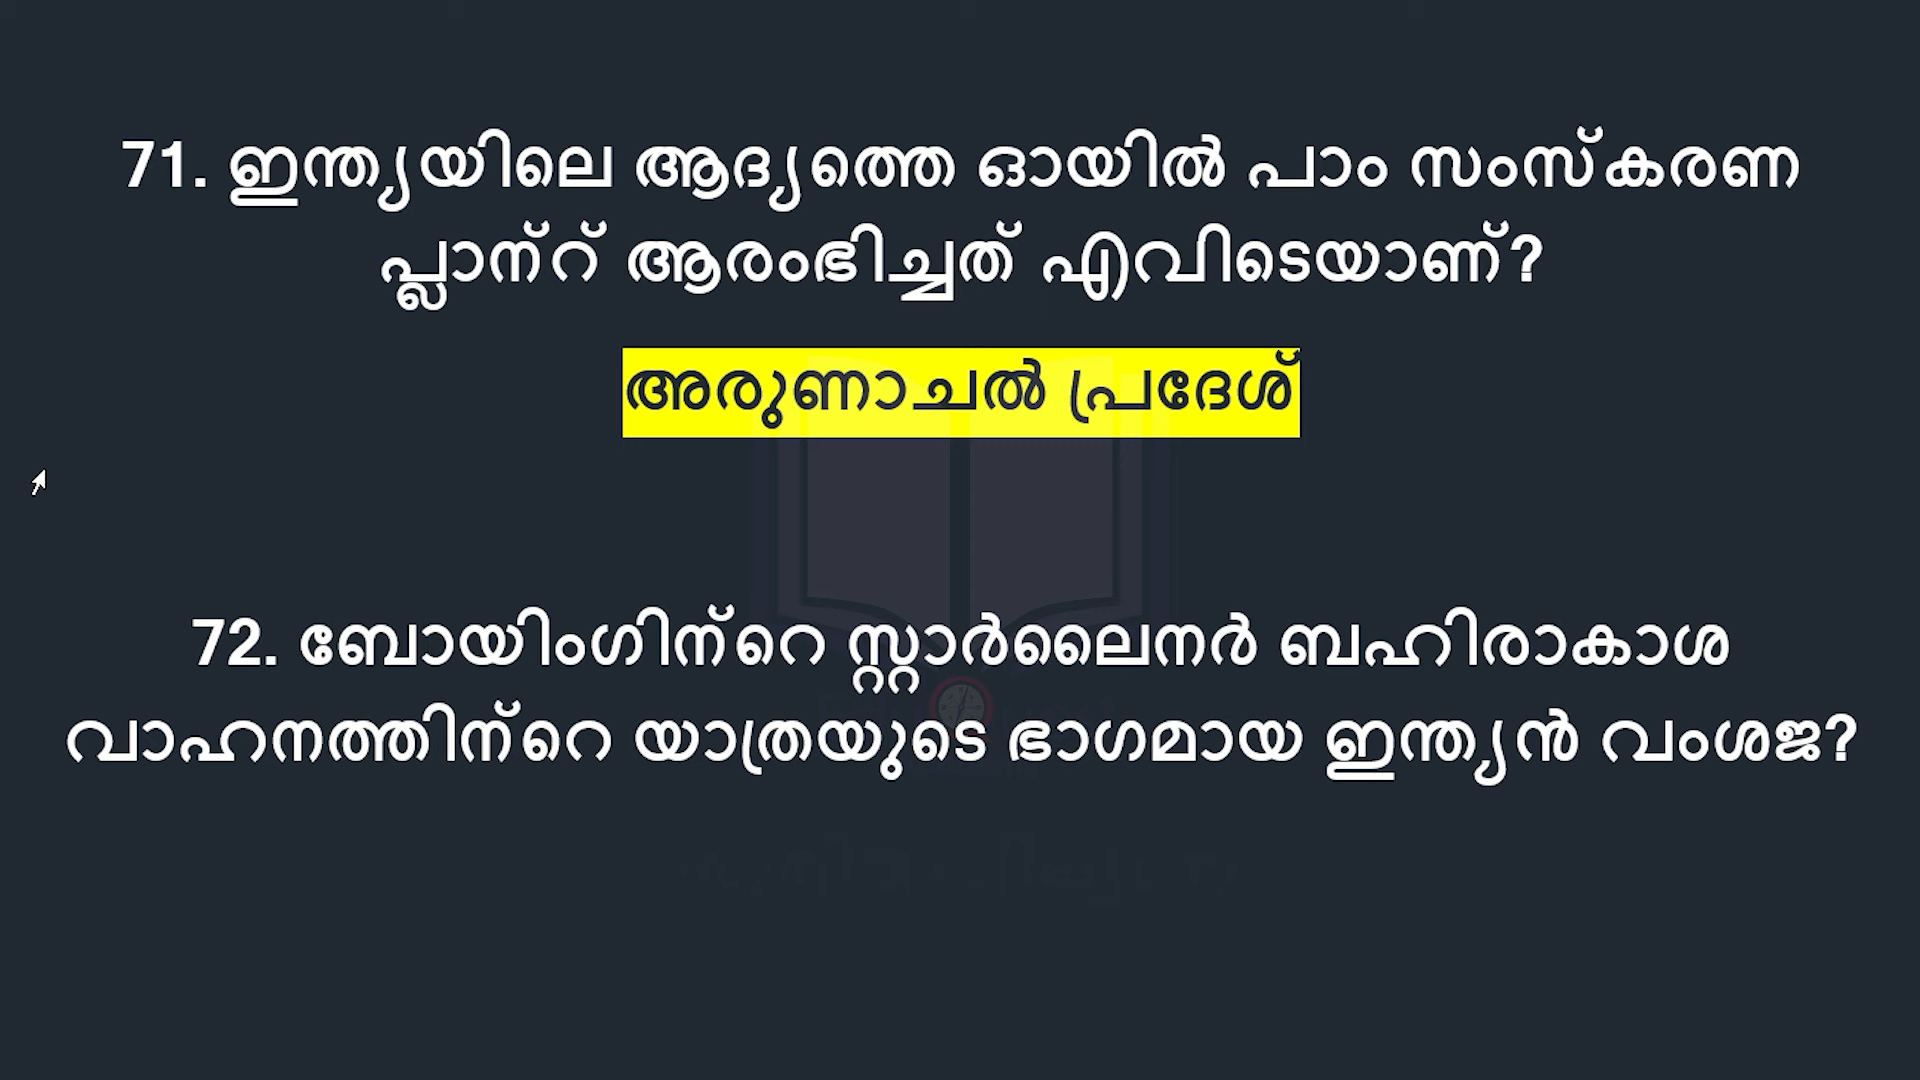 71. ഇന്ത്യയിലെ ആദ്യത്തെ ഓയിൽ പാം സംസ്കരണ
പ്ലാന്റ് ആരംഭിച്ചത് എവിടെയാണ്?
അരുണാചൽ പ്രദേശ്
72. ബോയിംഗിന്റെ സ്റ്റാർലൈനർ ബഹിരാകാശ
വാഹനത്തിന്റെ യാത്രയുടെ ഭാഗമായ ഇന്ത്യൻ വംശജ?